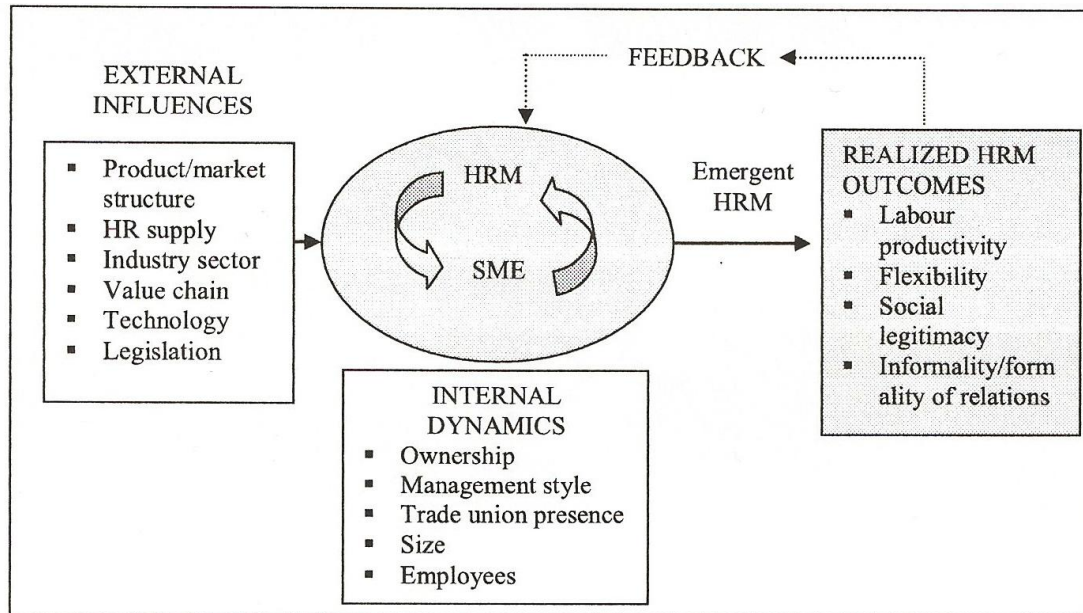 EXTERNAL
INFLUENCES
▪ Product/market
structure
▪ HR supply
▪ Industry sector
▪ Value chain
▪ Technology
▪ Legislation
FEEDBACK
HRM
SME
Emergent
HRM
REALIZED HRM
OUTCOMES
▪ Labour
productivity
▪ Flexibility
▪ Social
legitimacy
▪ Informality/form
ality of relations
INTERNAL
DYNAMICS
▪ Ownership
▪ Management style
▪ Trade union presence
▪ Size
▪ Employees